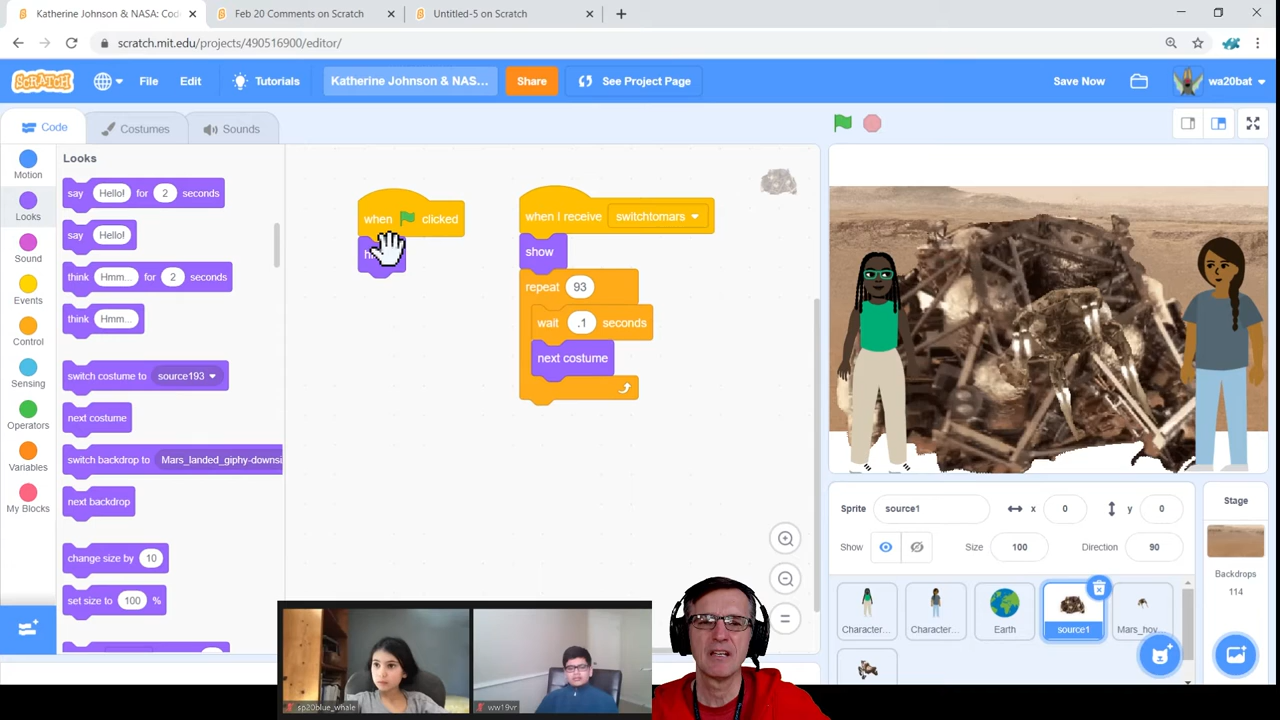 Katherine Johnson & NASA: Cod
Feb 20 Comments on Scratch
Untitled-5 on Scratch
scratch.mit.edu/projects/490516900/editor/
SCRATCH
File
Edit
Tutorials
Katherine Johnson & NAS...
Share
See Project Page
Save Now
wa20bat
Code
Costumes
Sounds
Motion
Looks
Sound
Events
Control
Sensing
Operators
Variables
My Blocks
Looks
say Hello! for 2 seconds
say Hello!
think Hmm... for 2 seconds
think Hmm...
switch costume to source193
next costume
switch backdrop to Mars_landed_giphy-downsi
next backdrop
change size by 10
set size to 100 %
when clicked
when I receive switchtomars
show
repeat 93
wait .1 seconds
next costume
Sprite source1 x 0 y 0
Show Size 100 Direction 90
Character...
Character...
Earth
source1
Mars_hov...
Stage
Backdrops
114
sp20blue_whale
ww19vr